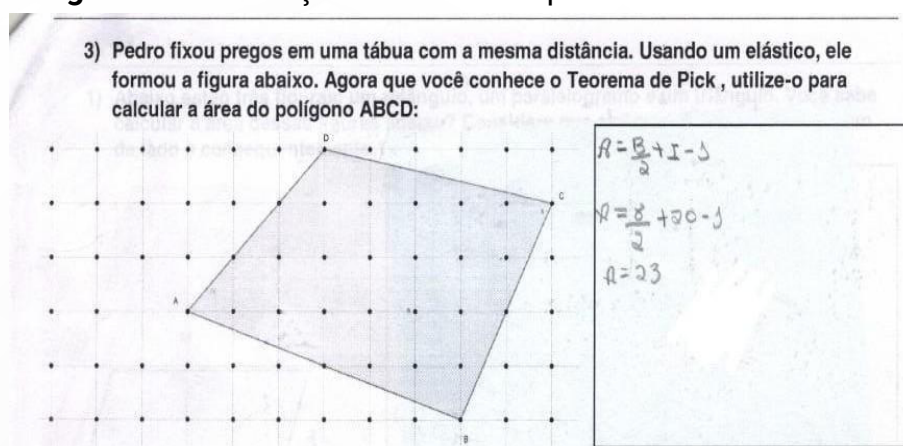 3) Pedro fixou pregos em uma tábua com a mesma distância. Usando um elástico, ele
formou a figura abaixo. Agora que você conhece o Teorema de Pick , utilize-o para
calcular a área do polígono ABCD:
D
C
A
B
A = B/2 + I - 1
A = 8/2 + 20 - 1
A = 23